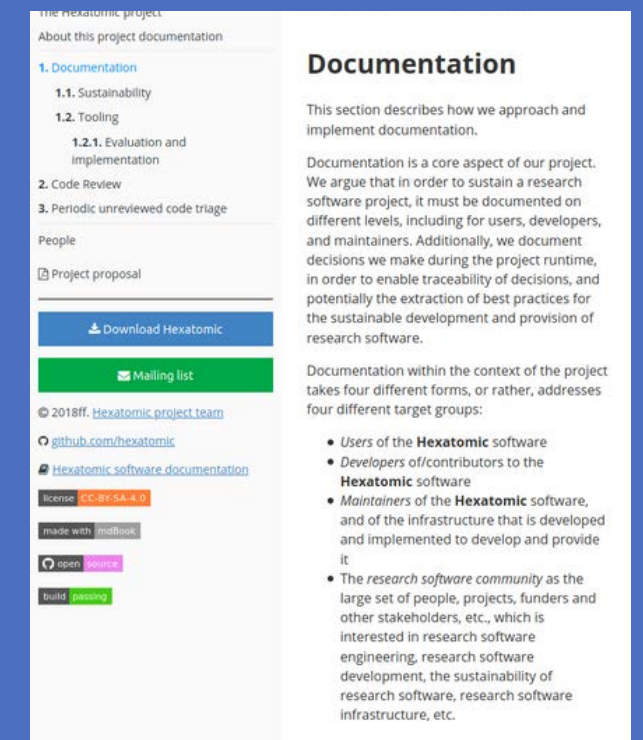 The Hexatomic project
About this project documentation
1. Documentation
1.1. Sustainability
1.2. Tooling
1.2.1. Evaluation and
implementation
2. Code Review
3. Periodic unreviewed code triage
People
Project proposal
Download Hexatomic
Mailing list
© 2018ff. Hexatomic project team
github.com/hexatomic
Hexatomic software documentation
license CC-BY-SA-4.0
made with mdBook
open source
build passing
Documentation
This section describes how we approach and
implement documentation.
Documentation is a core aspect of our project.
We argue that in order to sustain a research
software project, it must be documented on
different levels, including for users, developers,
and maintainers. Additionally, we document
decisions we make during the project runtime,
in order to enable traceability of decisions, and
potentially the extraction of best practices for
the sustainable development and provision of
research software.
Documentation within the context of the project
takes four different forms, or rather, addresses
four different target groups:
• Users of the Hexatomic software
• Developers of/contributors to the
Hexatomic software
• Maintainers of the Hexatomic software,
and of the infrastructure that is developed
and implemented to develop and provide
it
• The research software community as the
large set of people, projects, funders and
other stakeholders, etc., which is
interested in research software
engineering, research software
development, the sustainability of
research software, research software
infrastructure, etc.